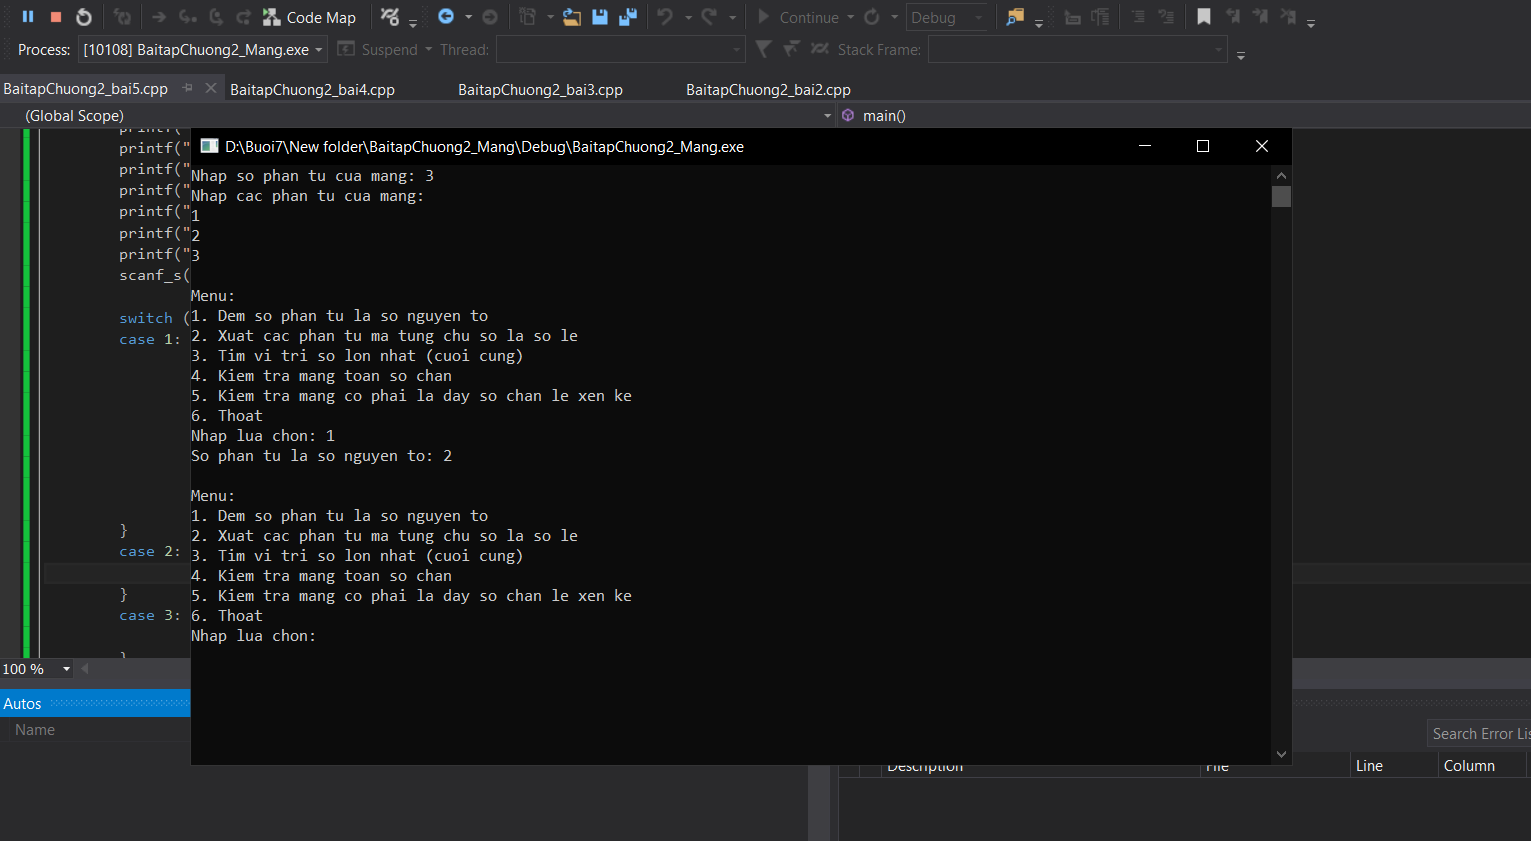 Code Map
Continue
Debug
Process: [10108] BaitapChuong2_Mang.exe Suspend Thread: Stack Frame:
BaitapChuong2_bai5.cpp BaitapChuong2_bai4.cpp BaitapChuong2_bai3.cpp BaitapChuong2_bai2.cpp
(Global Scope) main()
printf("
printf("
printf("
printf("
printf("
printf("
printf("
scanf_s(
switch (
case 1:
}
case 2:
}
case 3:
}
D:\Buoi7\New folder\BaitapChuong2_Mang\Debug\BaitapChuong2_Mang.exe
Nhap so phan tu cua mang: 3
Nhap cac phan tu cua mang:
1
2
3
Menu:
1. Dem so phan tu la so nguyen to
2. Xuat cac phan tu ma tung chu so la so le
3. Tim vi tri so lon nhat (cuoi cung)
4. Kiem tra mang toan so chan
5. Kiem tra mang co phai la day so chan le xen ke
6. Thoat
Nhap lua chon: 1
So phan tu la so nguyen to: 2
Menu:
1. Dem so phan tu la so nguyen to
2. Xuat cac phan tu ma tung chu so la so le
3. Tim vi tri so lon nhat (cuoi cung)
4. Kiem tra mang toan so chan
5. Kiem tra mang co phai la day so chan le xen ke
6. Thoat
Nhap lua chon:
100 %
Autos
Name
Search Error Lis
Description File Line Column